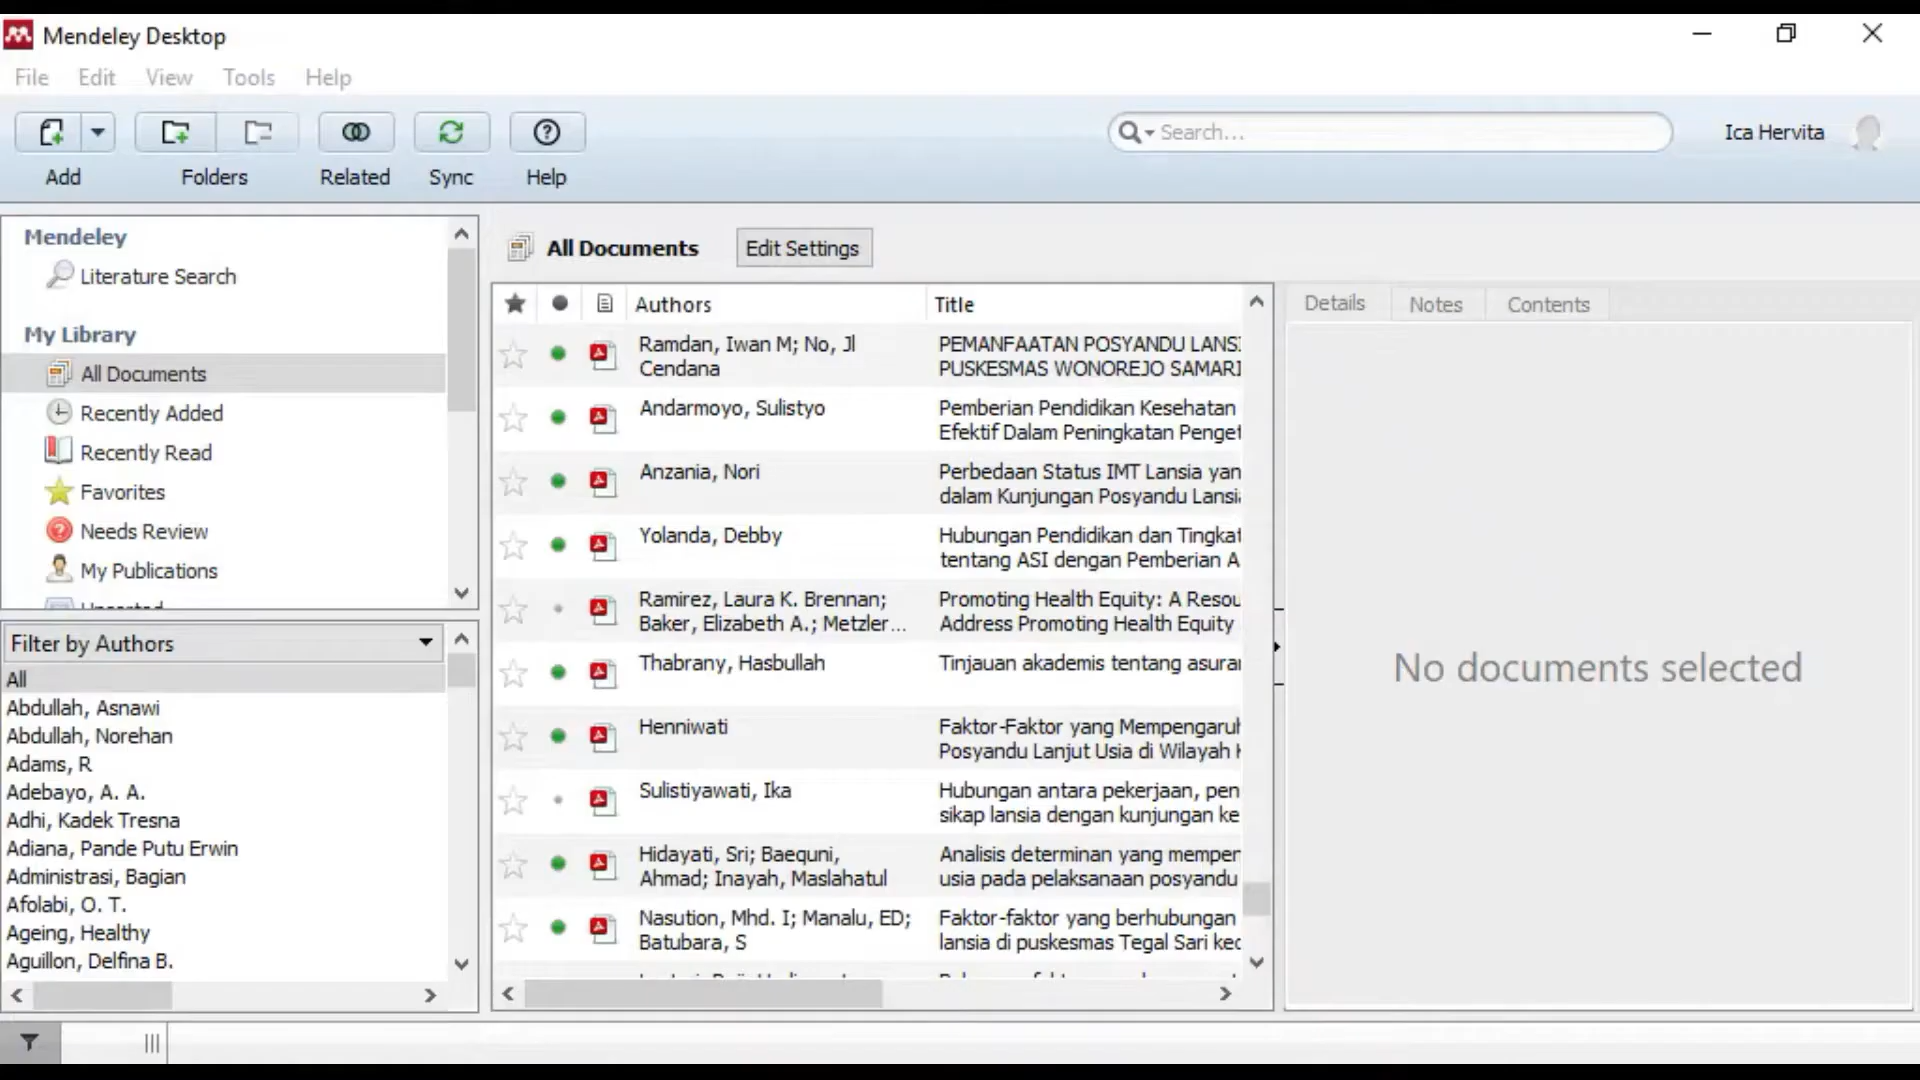 Mendeley Desktop
File Edit View Tools Help
Search...
Ica Hervita
Add Folders Related Sync Help
Mendeley
Literature Search
My Library
All Documents
Recently Added
Recently Read
Favorites
Needs Review
My Publications
Filter by Authors
All
Abdullah, Asnawi
Abdullah, Norehan
Adams, R
Adebayo, A. A.
Adhi, Kadek Tresna
Adiana, Pande Putu Erwin
Administrasi, Bagian
Afolabi, O. T.
Ageing, Healthy
Aguillon, Delfina B.
All Documents Edit Settings
Authors Title
Ramdan, Iwan M; No, Jl
Cendana
PEMANFAATAN POSYANDU LANSI
PUSKESMAS WONOREJO SAMARI
Andarmoyo, Sulistyo
Pemberian Pendidikan Kesehatan
Efektif Dalam Peningkatan Penget
Anzania, Nori
Perbedaan Status IMT Lansia yan
dalam Kunjungan Posyandu Lansia
Yolanda, Debby
Hubungan Pendidikan dan Tingkat
tentang ASI dengan Pemberian A
Ramirez, Laura K. Brennan;
Baker, Elizabeth A.; Metzler...
Promoting Health Equity: A Resou
Address Promoting Health Equity
Thabrany, Hasbullah
Tinjauan akademis tentang asurar
Henniwati
Faktor-Faktor yang Mempengaruh
Posyandu Lanjut Usia di Wilayah K
Sulistiyawati, Ika
Hubungan antara pekerjaan, pen
sikap lansia dengan kunjungan ke
Hidayati, Sri; Baequni,
Ahmad; Inayah, Maslahatul
Analisis determinan yang mempen
usia pada pelaksanaan posyandu
Nasution, Mhd. I; Manalu, ED;
Batubara, S
Faktor-faktor yang berhubungan
lansia di puskesmas Tegal Sari kec
Details Notes Contents
No documents selected